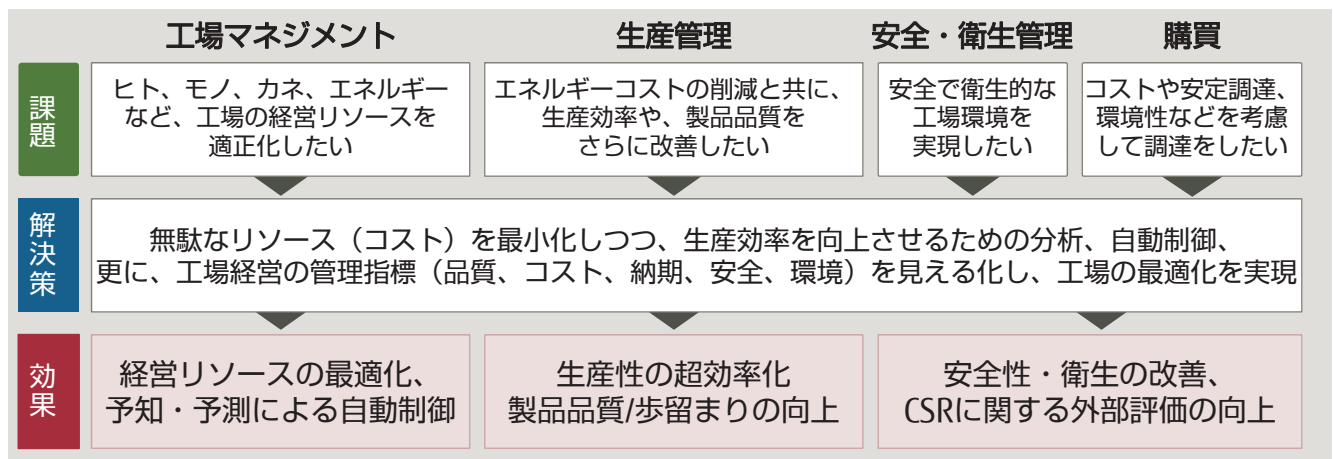 工場マネジメント
生産管理
安全・衛生管理
購買
課題
ヒト、モノ、カネ、エネルギー
など、工場の経営リソースを
適正化したい
エネルギーコストの削減と共に、
生産効率や、製品品質を
さらに改善したい
安全で衛生的な
工場環境を
実現したい
コストや安定調達、
環境性などを考慮
して調達をしたい
解決策
無駄なリソース（コスト）を最小化しつつ、生産効率を向上させるための分析、自動制御、
更に、工場経営の管理指標（品質、コスト、納期、安全、環境）を見える化し、工場の最適化を実現
効果
経営リソースの最適化、
予知・予測による自動制御
生産性の超効率化
製品品質/歩留まりの向上
安全性・衛生の改善、
CSRに関する外部評価の向上